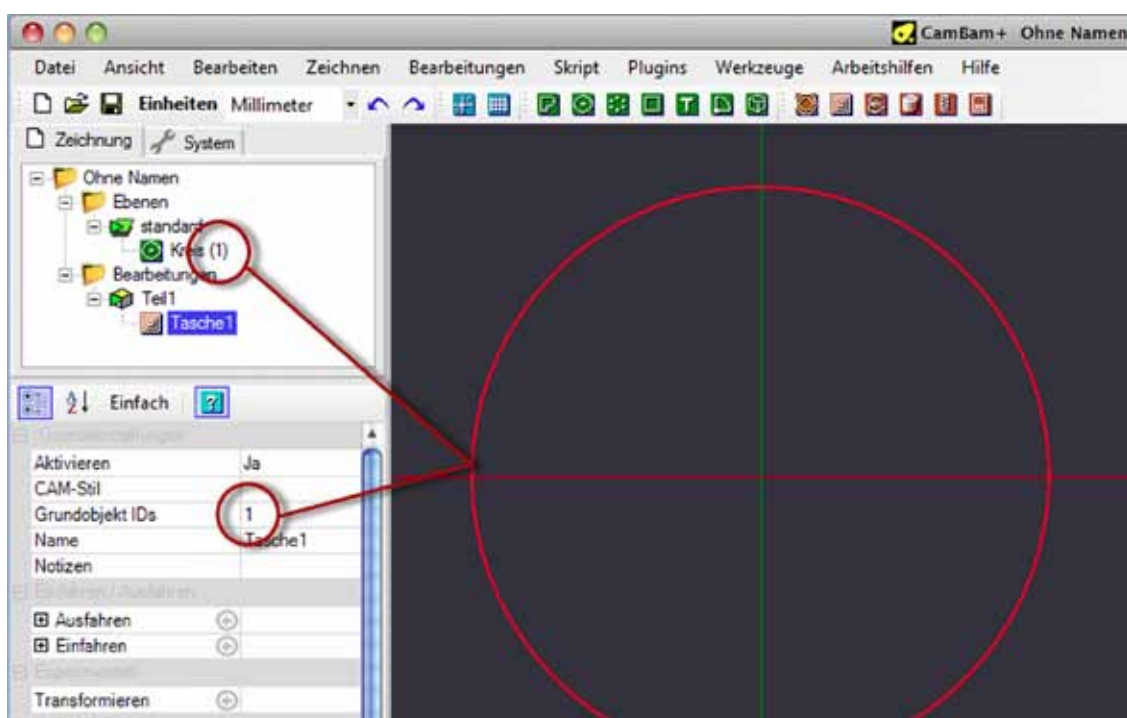 CamBam+ Ohne Namen
Datei Ansicht Bearbeiten Zeichnen Bearbeitungen Skript Plugins Werkzeuge Arbeitshilfen Hilfe
Einheiten Millimeter
Zeichnung System
Ohne Namen
Ebenen
standard
Kreis (1)
Bearbeitungen
Teil1
Tasche1
Einfach
Aktivieren Ja
CAM-Stil
Grundobjekt IDs 1
Name Tasche1
Notizen
Einfahren / Ausfahren
Ausfahren
Einfahren
Transformieren